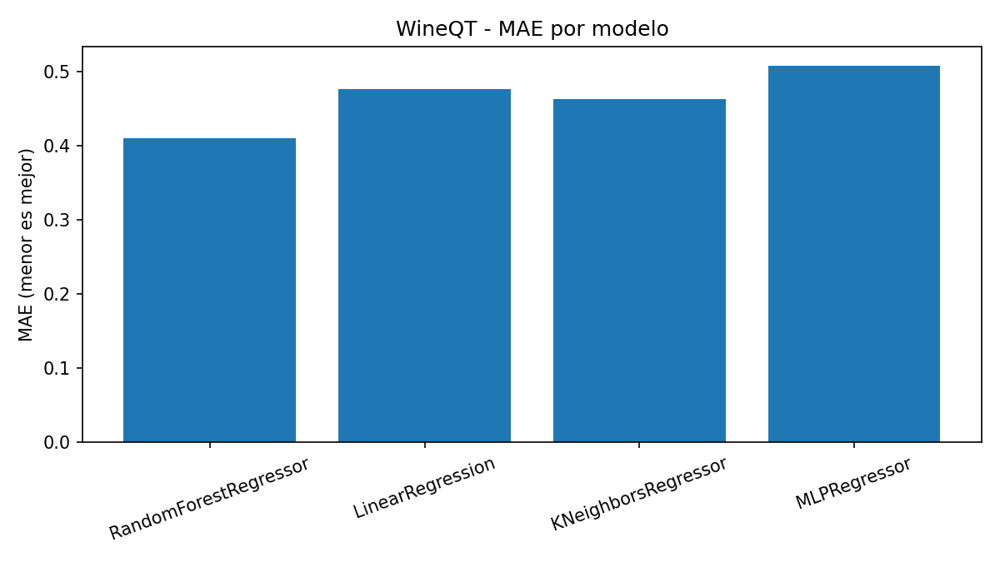 WineQT - MAE por modelo
MAE (menor es mejor)
0.5
0.4
0.3
0.2
0.1
0.0
RandomForestRegressor
LinearRegression
KNeighborsRegressor
MLPRegressor